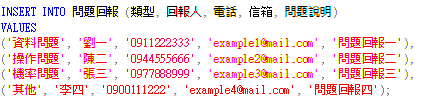 INSERT INTO 問題回報 (類型, 回報人, 電話, 信箱, 問題說明)
VALUES
('資料問題', '劉一', '0911222333', 'example1@mail.com', '問題回報一'),
('操作問題', '陳二', '0944555666', 'example2@mail.com', '問題回報二'),
('機率問題', '張三', '0977888999', 'example3@mail.com', '問題回報三'),
('其他', '李四', '0900111222', 'example4@mail.com', '問題回報四');